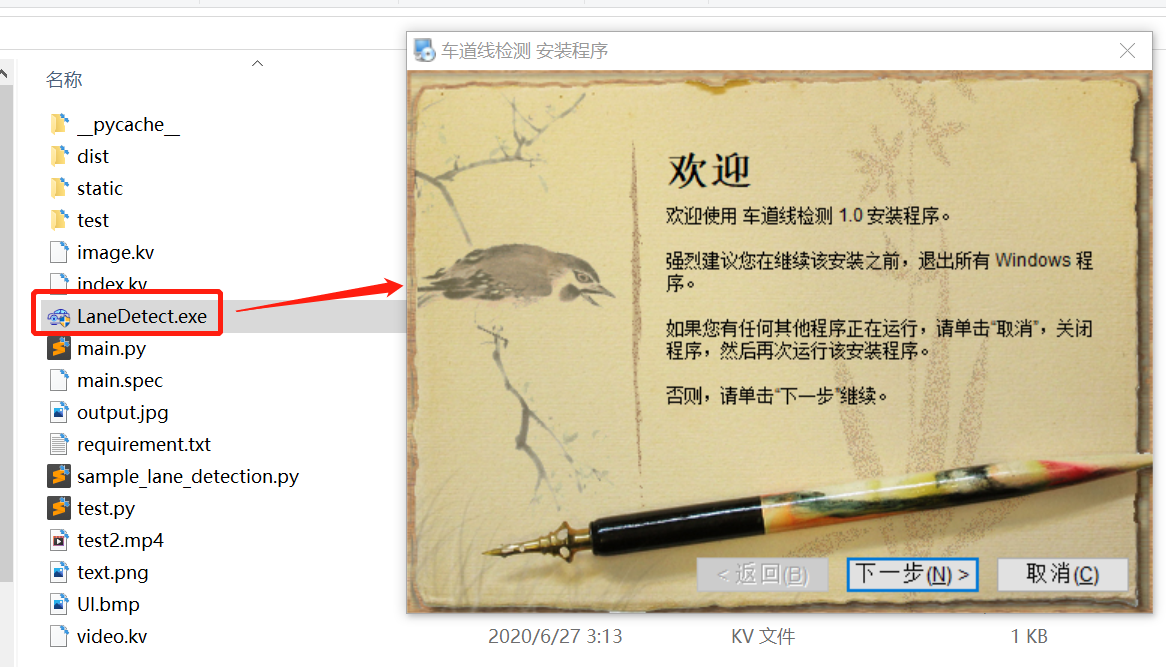 名称
__pycache__
dist
static
test
image.kv
index.kv
LaneDetect.exe
main.py
main.spec
output.jpg
requirement.txt
sample_lane_detection.py
test.py
test2.mp4
text.png
UI.bmp
video.kv
2020/6/27 3:13
KV 文件
1 KB
车道线检测 安装程序
欢迎
欢迎使用 车道线检测 1.0 安装程序。
强烈建议您在继续该安装之前，退出所有 Windows 程
序。
如果您有任何其他程序正在运行，请单击“取消”，关闭
程序，然后再次运行该安装程序。
否则，请单击“下一步”继续。
< 返回(B)
下一步(N) >
取消(C)